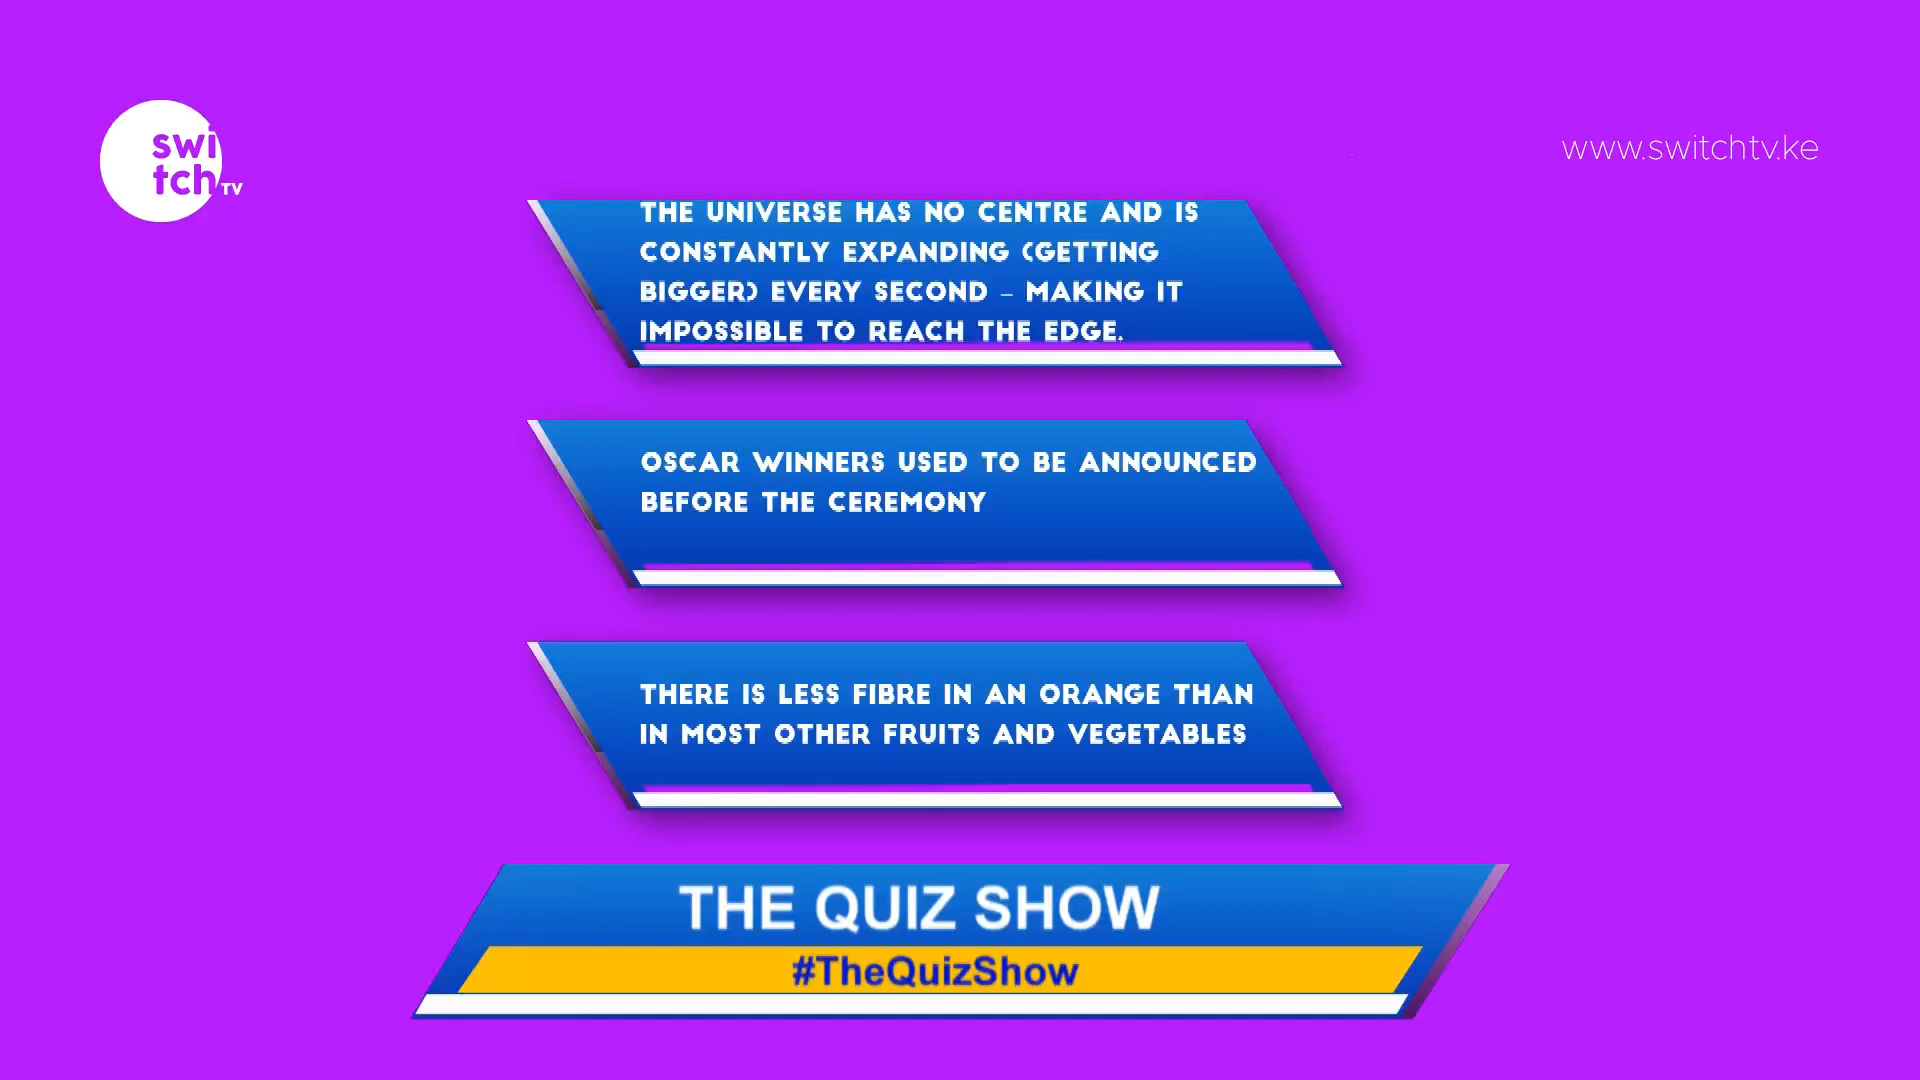 swi
tch TV
www.switchtv.ke
THE UNIVERSE HAS NO CENTRE AND IS
CONSTANTLY EXPANDING (GETTING
BIGGER) EVERY SECOND – MAKING IT
IMPOSSIBLE TO REACH THE EDGE.
OSCAR WINNERS USED TO BE ANNOUNCED
BEFORE THE CEREMONY
THERE IS LESS FIBRE IN AN ORANGE THAN
IN MOST OTHER FRUITS AND VEGETABLES
THE QUIZ SHOW
#TheQuizShow